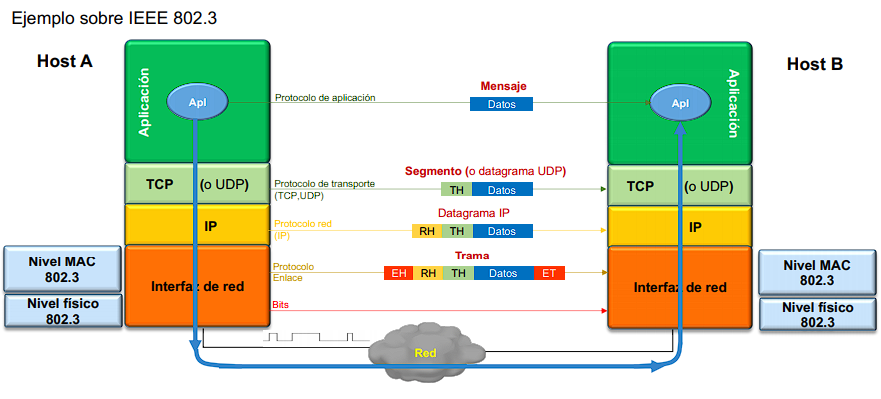 Ejemplo sobre IEEE 802.3
Host A
Host B
Aplicación
Apl
Protocolo de aplicación
Mensaje
Datos
Apl
Aplicación
TCP (o UDP)
Protocolo de transporte
(TCP,UDP)
Segmento (o datagrama UDP)
TH Datos
TCP (o UDP)
IP
Protocolo red
(IP)
Datagrama IP
RH TH Datos
IP
Nivel MAC
802.3
Nivel físico
802.3
Interfaz de red
Protocolo
Enlace
Trama
EH RH TH Datos ET
Bits
Interfaz de red
Nivel MAC
802.3
Nivel físico
802.3
Red